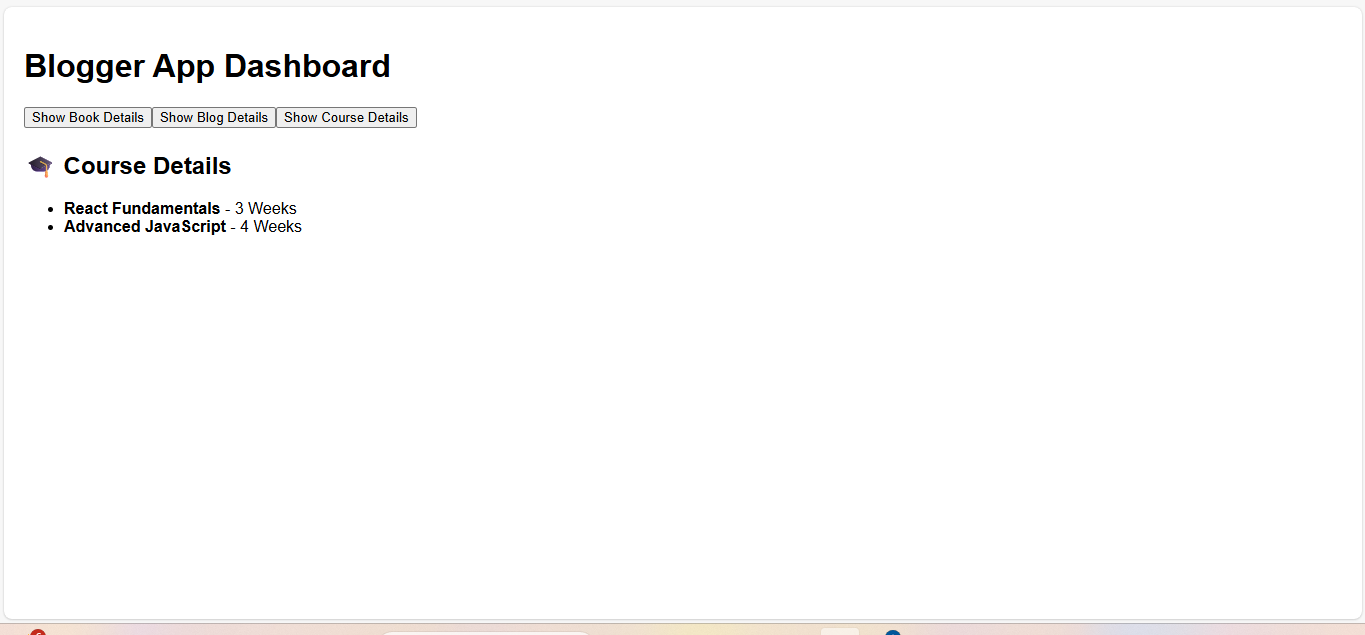 Blogger App Dashboard
Show Book Details Show Blog Details Show Course Details
🎓 Course Details
• React Fundamentals - 3 Weeks
• Advanced JavaScript - 4 Weeks